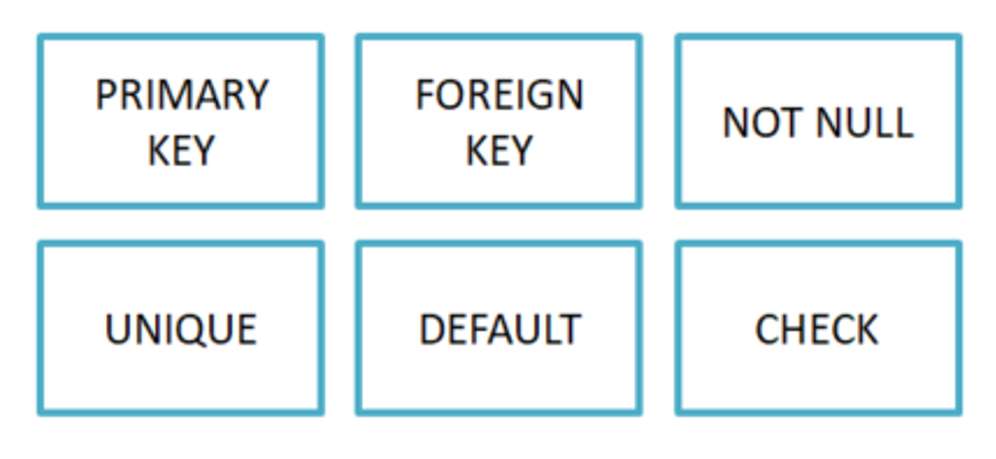 PRIMARY
KEY
FOREIGN
KEY
NOT NULL
UNIQUE
DEFAULT
CHECK